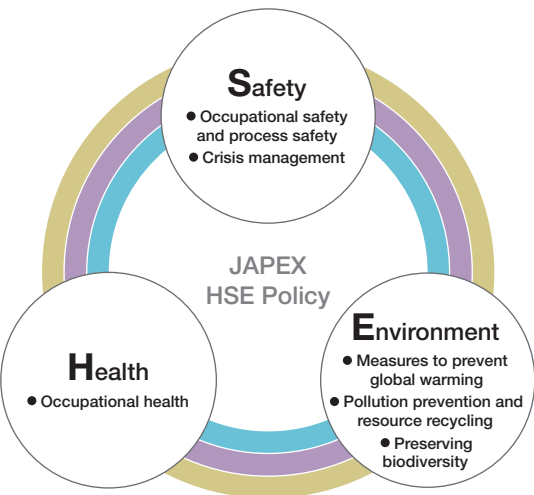 Safety
● Occupational safety
and process safety
● Crisis management
JAPEX
HSE Policy
Health
● Occupational health
Environment
● Measures to prevent
global warming
● Pollution prevention and
resource recycling
● Preserving
biodiversity